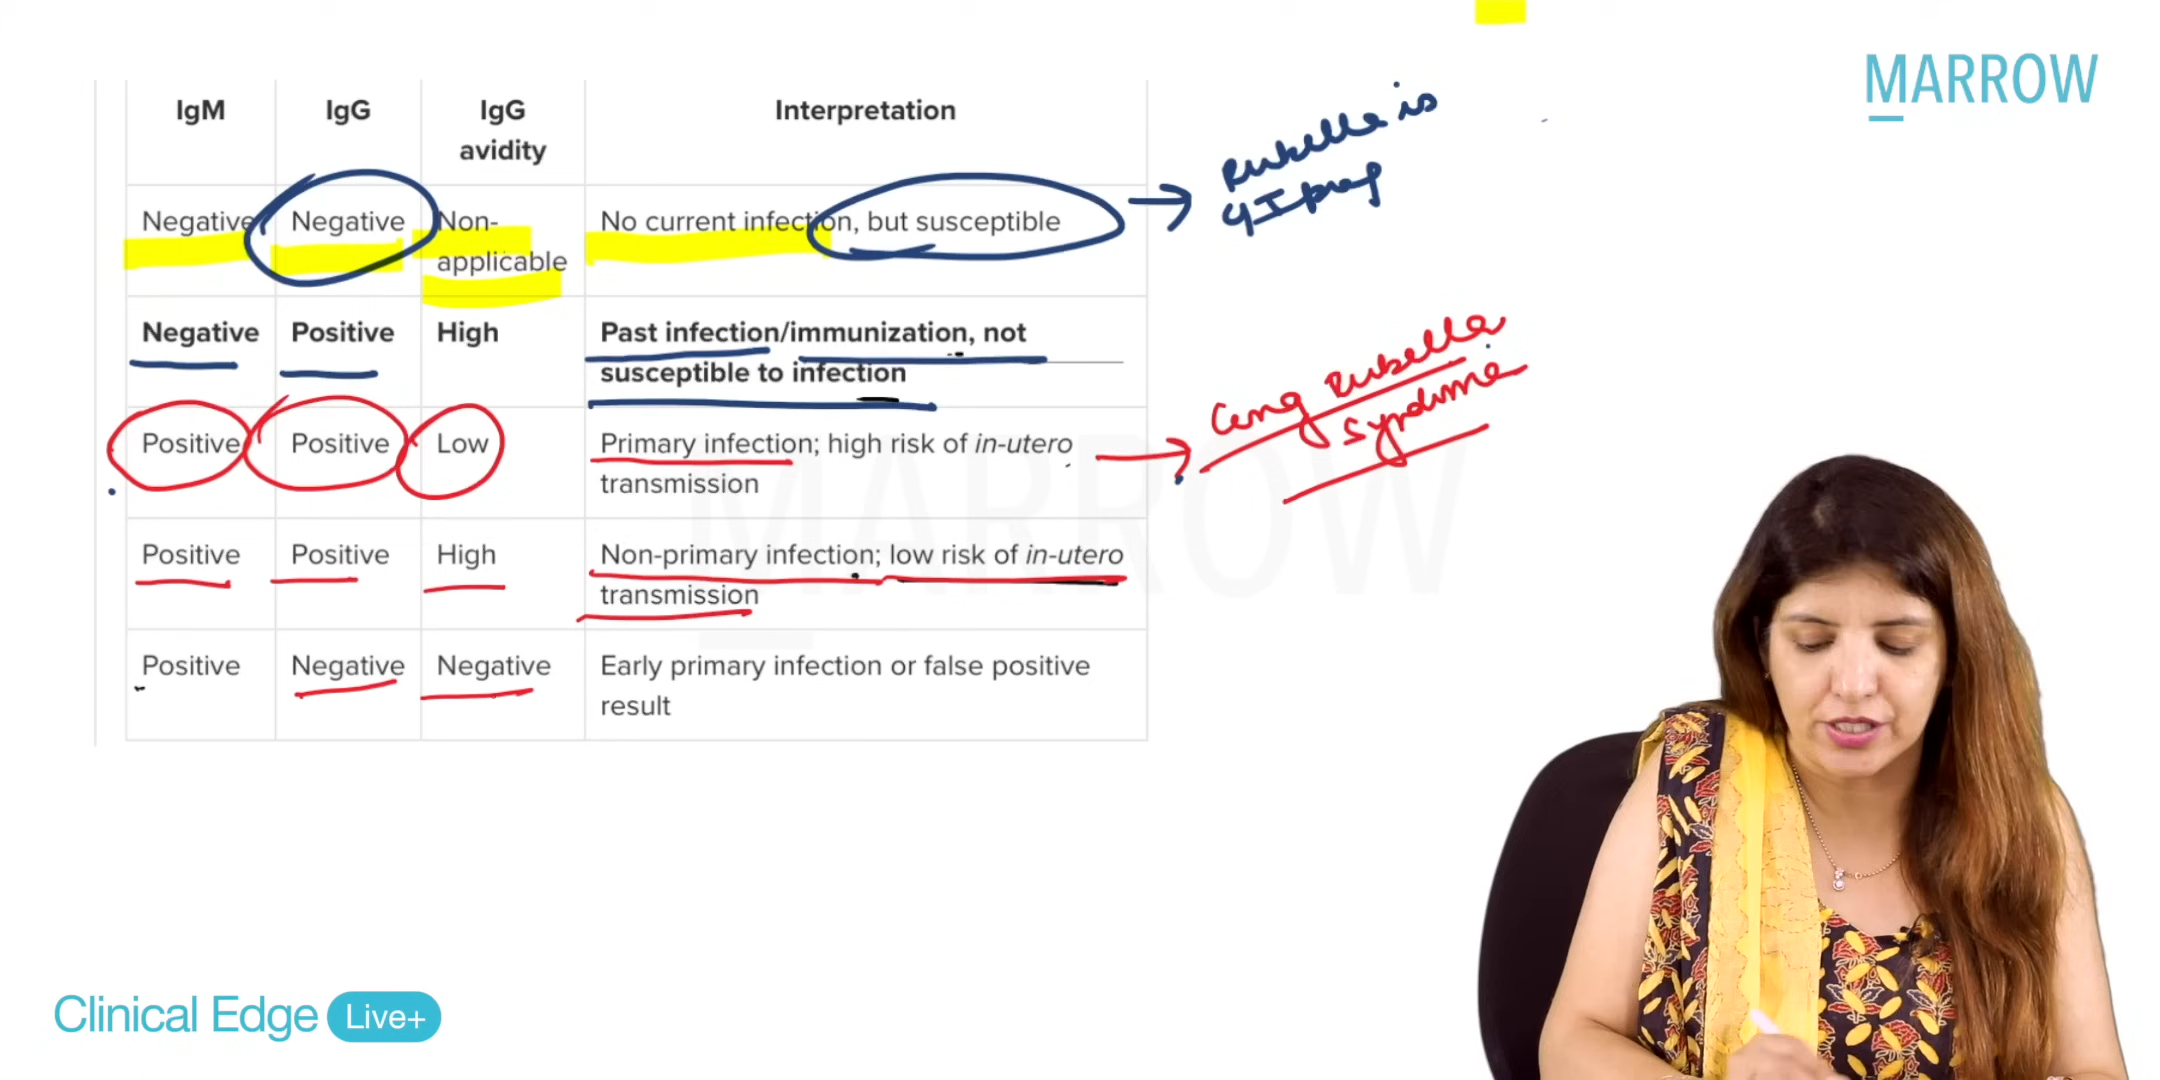 MARROW
IgM IgG IgG avidity Interpretation
Negative Negative Non-applicable No current infection, but susceptible
Rubella is
CI preg
Negative Positive High Past infection/immunization, not
susceptible to infection
Positive Positive Low Primary infection; high risk of in-utero
transmission
Cong Rubella
Syndrome
Positive Positive High Non-primary infection; low risk of in-utero
transmission
Positive Negative Negative Early primary infection or false positive
result
MARROW
Clinical Edge Live+